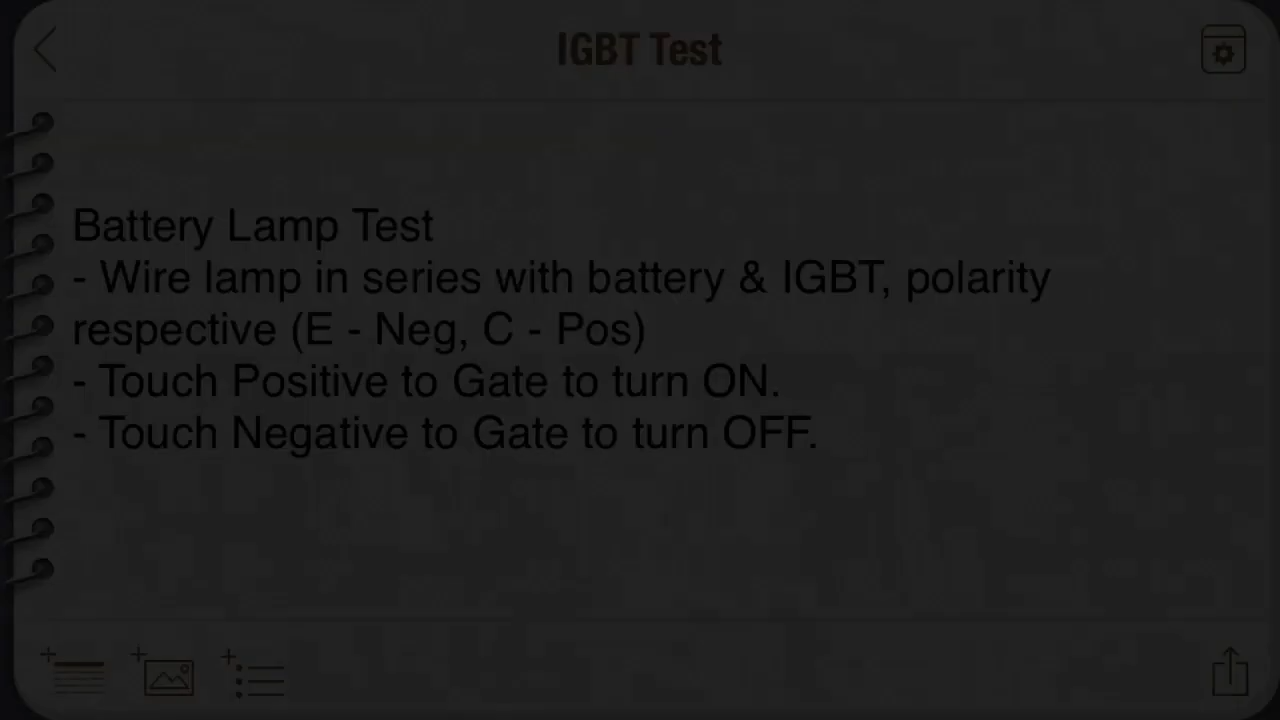 IGBT Test
Battery Lamp Test
- Wire lamp in series with battery & IGBT, polarity
respective (E - Neg, C - Pos)
- Touch Positive to Gate to turn ON.
- Touch Negative to Gate to turn OFF.